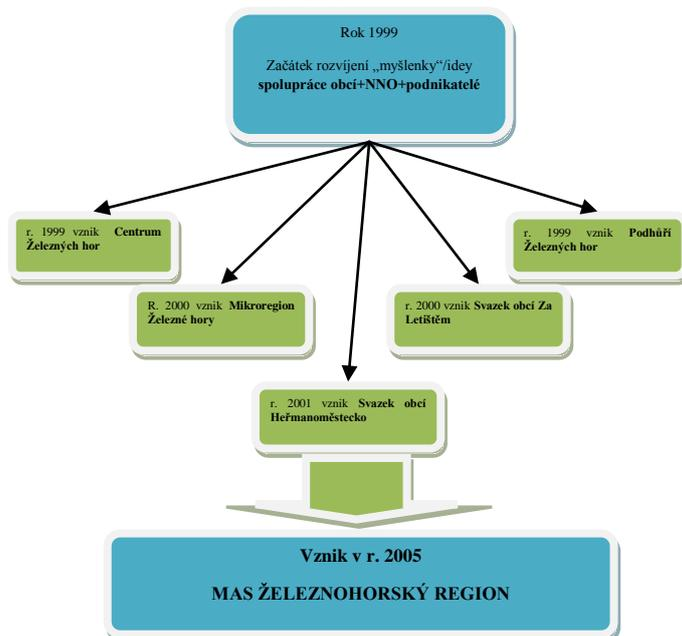 Rok 1999
Začátek rozvíjení „myšlenky“/idey
spolupráce obcí+NNO+podnikatelé
r. 1999 vznik Centrum
Železných hor
r. 1999 vznik Podhůří
Železných hor
R. 2000 vznik Mikroregion
Železné hory
r. 2000 vznik Svazek obcí Za
Letištěm
r. 2001 vznik Svazek obcí
Heřmanoměstecko
Vznik v r. 2005
MAS ŽELEZNOHORSKÝ REGION